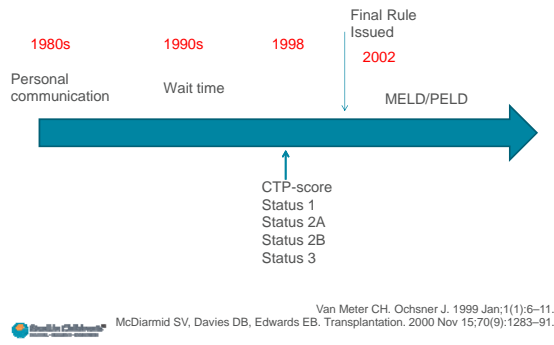 Final Rule
Issued
1980s
1990s
1998
2002
Personal
communication
Wait time
MELD/PELD
CTP-score
Status 1
Status 2A
Status 2B
Status 3
Van Meter CH. Ochsner J. 1999 Jan;1(1):6–11.
McDiarmid SV, Davies DB, Edwards EB. Transplantation. 2000 Nov 15;70(9):1283–91.